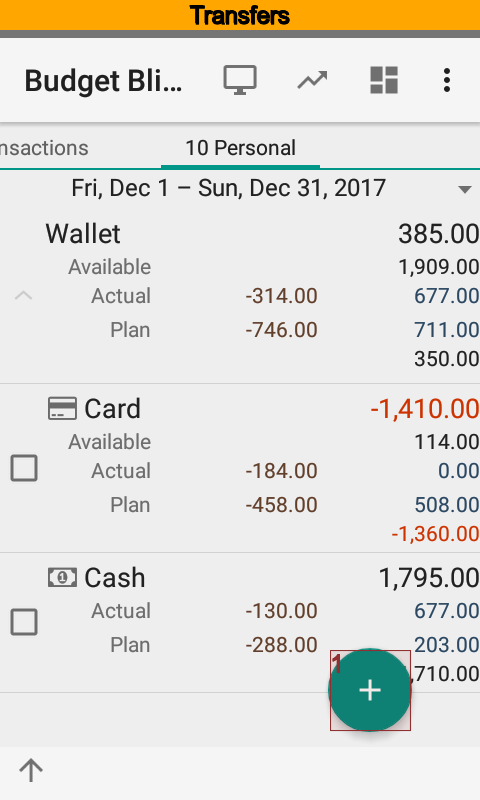 Transfers
Budget Bli...
nsactions
10 Personal
Fri, Dec 1 – Sun, Dec 31, 2017
Wallet 385.00
Available 1,909.00
Actual -314.00 677.00
Plan -746.00 711.00
350.00
Card -1,410.00
Available 114.00
Actual -184.00 0.00
Plan -458.00 508.00
-1,360.00
Cash 1,795.00
Actual -130.00 677.00
Plan -288.00 203.00
1 ,710.00
+